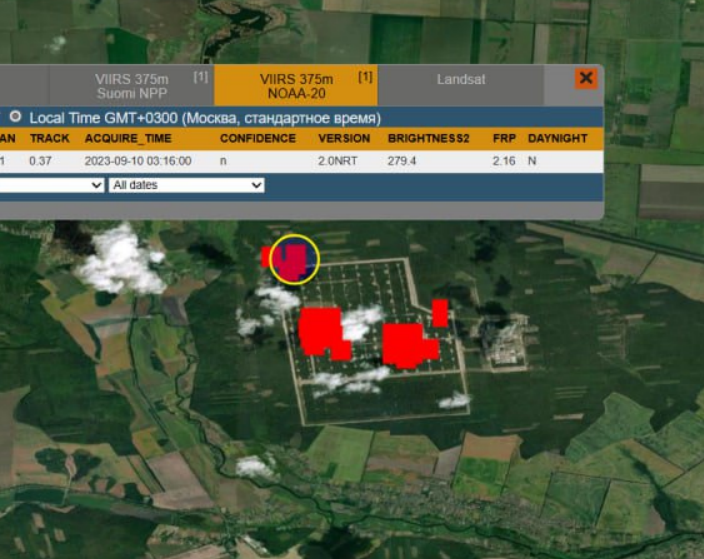 VIIRS 375m [1] VIIRS 375m [1] Landsat
Suomi NPP NOAA-20
Local Time GMT+0300 (Москва, стандартное время)
AN TRACK ACQUIRE_TIME CONFIDENCE VERSION BRIGHTNESS2 FRP DAYNIGHT
1 0.37 2023-09-10 03:16:00 n 2.0NRT 279.4 2.16 N
All dates